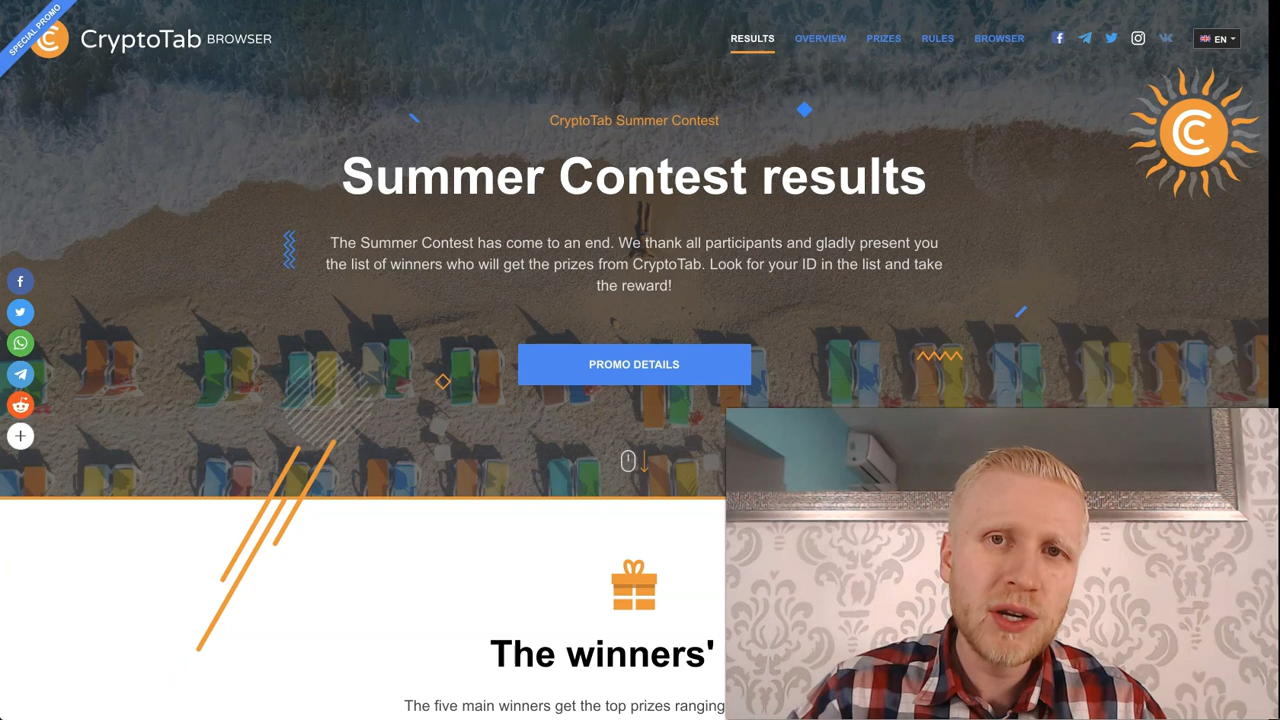 SPECIAL PROMO
CryptoTab BROWSER
RESULTS OVERVIEW PRIZES RULES BROWSER
EN
CryptoTab Summer Contest
Summer Contest results
The Summer Contest has come to an end. We thank all participants and gladly present you
the list of winners who will get the prizes from CryptoTab. Look for your ID in the list and take
the reward!
PROMO DETAILS
The winners'
The five main winners get the top prizes ranging